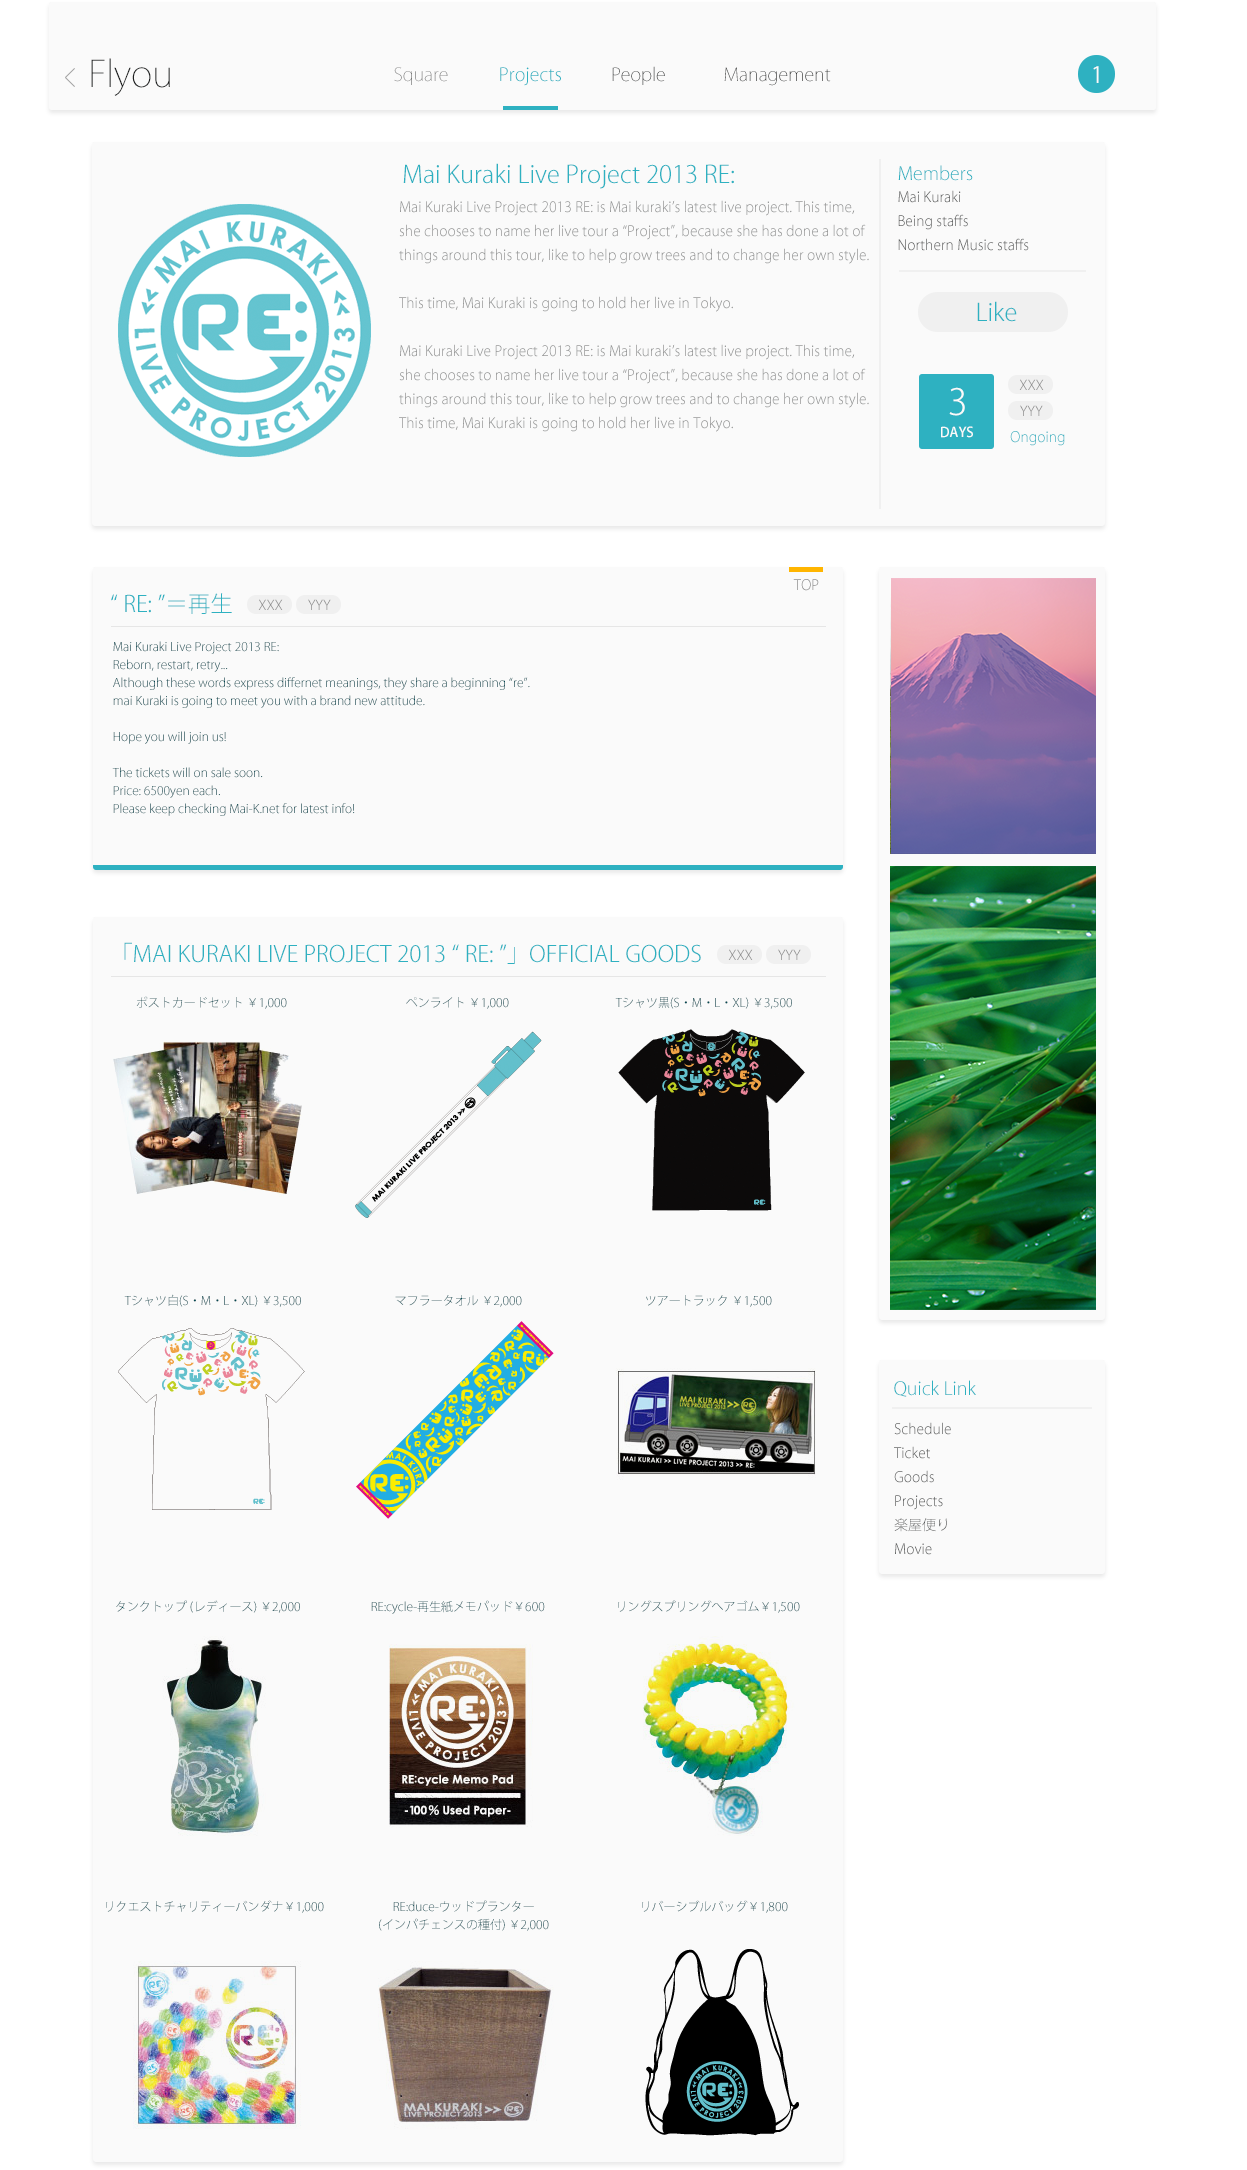 Flyou
Square
Projects
People
Management
1
MAI KURAKI
LIVE PROJECT 2013
RE:
Mai Kuraki Live Project 2013 RE:
Mai Kuraki Live Project 2013 RE: is Mai kuraki's latest live project. This time,
she chooses to name her live tour a “Project”, because she has done a lot of
things around this tour, like to help grow trees and to change her own style.
This time, Mai Kuraki is going to hold her live in Tokyo.
Mai Kuraki Live Project 2013 RE: is Mai kuraki's latest live project. This time,
she chooses to name her live tour a “Project”, because she has done a lot of
things around this tour, like to help grow trees and to change her own style.
This time, Mai Kuraki is going to hold her live in Tokyo.
Members
Mai Kuraki
Being staffs
Northern Music staffs
Like
3
DAYS
XXX
YYY
Ongoing
TOP
“ RE: ”＝再生
XXX
YYY
Mai Kuraki Live Project 2013 RE:
Reborn, restart, retry...
Although these words express differnet meanings, they share a beginning “re”.
mai Kuraki is going to meet you with a brand new attitude.
Hope you will join us!
The tickets will on sale soon.
Price: 6500yen each.
Please keep checking Mai-K.net for latest info!
「MAI KURAKI LIVE PROJECT 2013 “ RE: ”」OFFICIAL GOODS
XXX
YYY
ポストカードセット ￥1,000
ペンライト ￥1,000
Tシャツ黒(S・M・L・XL) ￥3,500
MAI KURAKI LIVE PROJECT 2013 >>
RE:
Tシャツ白(S・M・L・XL) ￥3,500
マフラータオル ￥2,000
ツアートラック ￥1,500
RE:
RE:
MAI KURAKI >>
LIVE PROJECT 2013
MAI KURAKI >> LIVE PROJECT 2013 >> RE:
Quick Link
Schedule
Ticket
Goods
Projects
楽屋便り
Movie
タンクトップ (レディース) ￥2,000
RE:cycle-再生紙メモパッド￥600
リングスプリングヘアゴム￥1,500
RE
MAI KURAKI
LIVE PROJECT 2013
RE:
RE:cycle Memo Pad
-100% Used Paper-
リクエストチャリティーバンダナ￥1,000
RE:duce-ウッドプランター
(インパチェンスの種付) ￥2,000
リバーシブルバッグ￥1,800
RE:
MAI KURAKI >>
LIVE PROJECT 2013
MAI KURAKI
LIVE PROJECT 2013
RE: